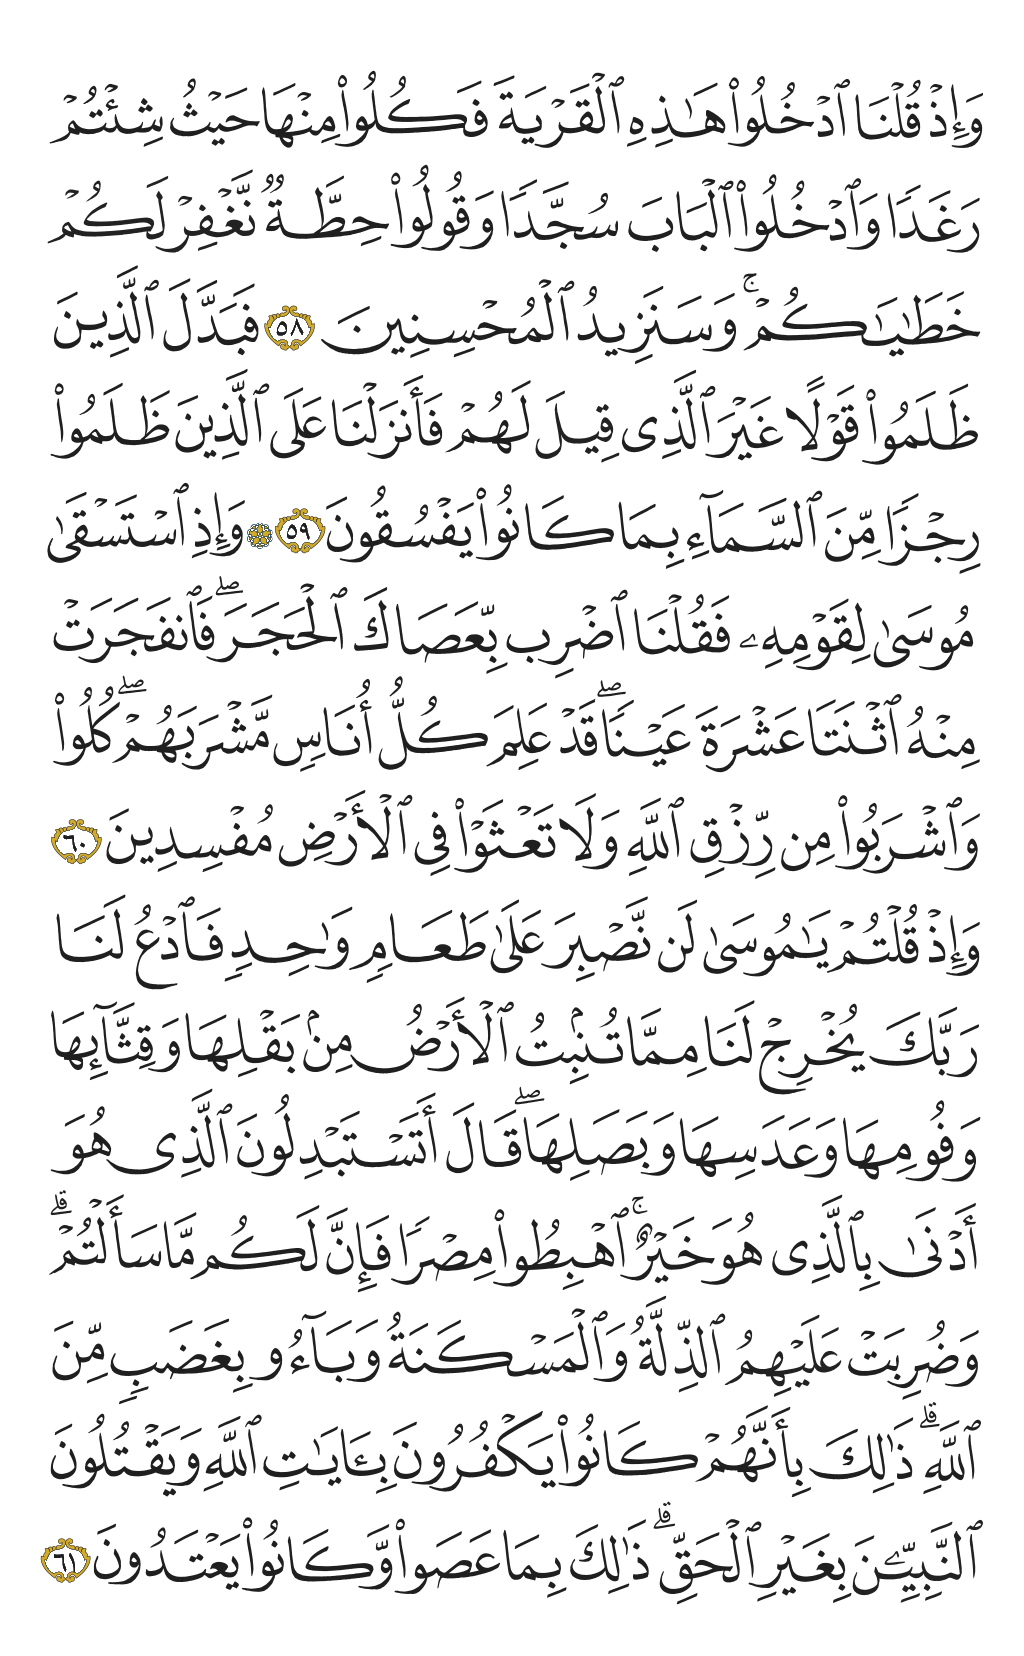 وَإِذۡ قُلۡنَا ٱدۡخُلُواْ هَٰذِهِ ٱلۡقَرۡيَةَ فَكُلُواْ مِنۡهَا حَيۡثُ شِئۡتُمۡ
رَغَدٗا وَٱدۡخُلُواْ ٱلۡبَابَ سُجَّدٗا وَقُولُواْ حِطَّةٞ نَّغۡفِرۡ لَكُمۡ
خَطَٰيَٰكُمۡۚ وَسَنَزِيدُ ٱلۡمُحۡسِنِينَ ٥٨ فَبَدَّلَ ٱلَّذِينَ
ظَلَمُواْ قَوۡلًا غَيۡرَ ٱلَّذِي قِيلَ لَهُمۡ فَأَنزَلۡنَا عَلَى ٱلَّذِينَ ظَلَمُواْ
رِجۡزٗا مِّنَ ٱلسَّمَآءِ بِمَا كَانُواْ يَفۡسُقُونَ ٥٩ ۞ وَإِذِ ٱسۡتَسۡقَىٰ
مُوسَىٰ لِقَوۡمِهِۦ فَقُلۡنَا ٱضۡرِب بِّعَصَاكَ ٱلۡحَجَرَۖ فَٱنفَجَرَتۡ
مِنۡهُ ٱثۡنَتَا عَشۡرَةَ عَيۡنٗاۖ قَدۡ عَلِمَ كُلُّ أُنَاسٖ مَّشۡرَبَهُمۡۖ كُلُواْ
وَٱشۡرَبُواْ مِن رِّزۡقِ ٱللَّهِ وَلَا تَعۡثَوۡاْ فِي ٱلۡأَرۡضِ مُفۡسِدِينَ ٦٠
وَإِذۡ قُلۡتُمۡ يَٰمُوسَىٰ لَن نَّصۡبِرَ عَلَىٰ طَعَامٖ وَٰحِدٖ فَٱدۡعُ لَنَا
رَبَّكَ يُخۡرِجۡ لَنَا مِمَّا تُنۢبِتُ ٱلۡأَرۡضُ مِنۢ بَقۡلِهَا وَقِثَّآئِهَا
وَفُومِهَا وَعَدَسِهَا وَبَصَلِهَاۖ قَالَ أَتَسۡتَبۡدِلُونَ ٱلَّذِي هُوَ
أَدۡنَىٰ بِٱلَّذِي هُوَ خَيۡرٌۚ ٱهۡبِطُواْ مِصۡرٗا فَإِنَّ لَكُم مَّا سَأَلۡتُمۡۗ
وَضُرِبَتۡ عَلَيۡهِمُ ٱلذِّلَّةُ وَٱلۡمَسۡكَنَةُ وَبَآءُو بِغَضَبٖ مِّنَ
ٱللَّهِۗ ذَٰلِكَ بِأَنَّهُمۡ كَانُواْ يَكۡفُرُونَ بِـَٔايَٰتِ ٱللَّهِ وَيَقۡتُلُونَ
ٱلنَّبِيِّـۧنَ بِغَيۡرِ ٱلۡحَقِّۗ ذَٰلِكَ بِمَا عَصَواْ وَّكَانُواْ يَعۡتَدُونَ ٦١